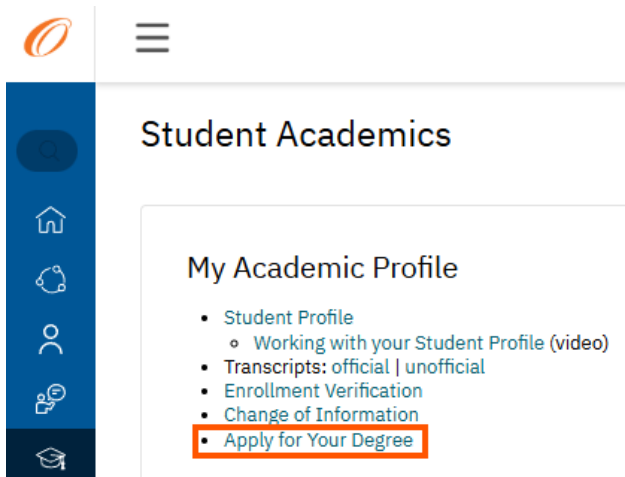 Student Academics
My Academic Profile
Student Profile
Working with your Student Profile (video)
Transcripts: official | unofficial
Enrollment Verification
Change of Information
Apply for Your Degree